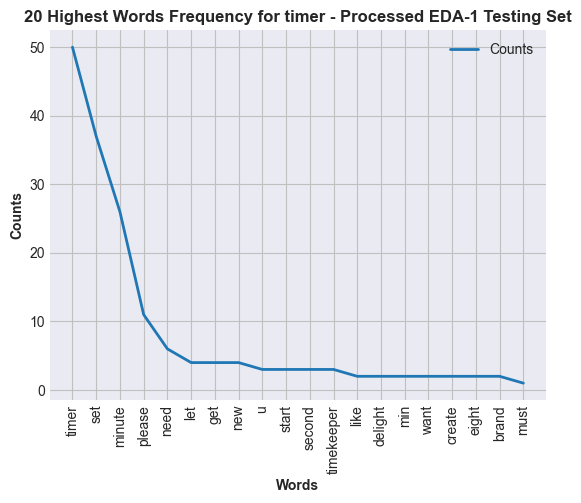 20 Highest Words Frequency for timer - Processed EDA-1 Testing Set
Counts
50
40
30
20
10
0
Counts
timer
set
minute
please
need
let
get
new
u
start
second
timekeeper
like
delight
min
want
create
eight
brand
must
Words